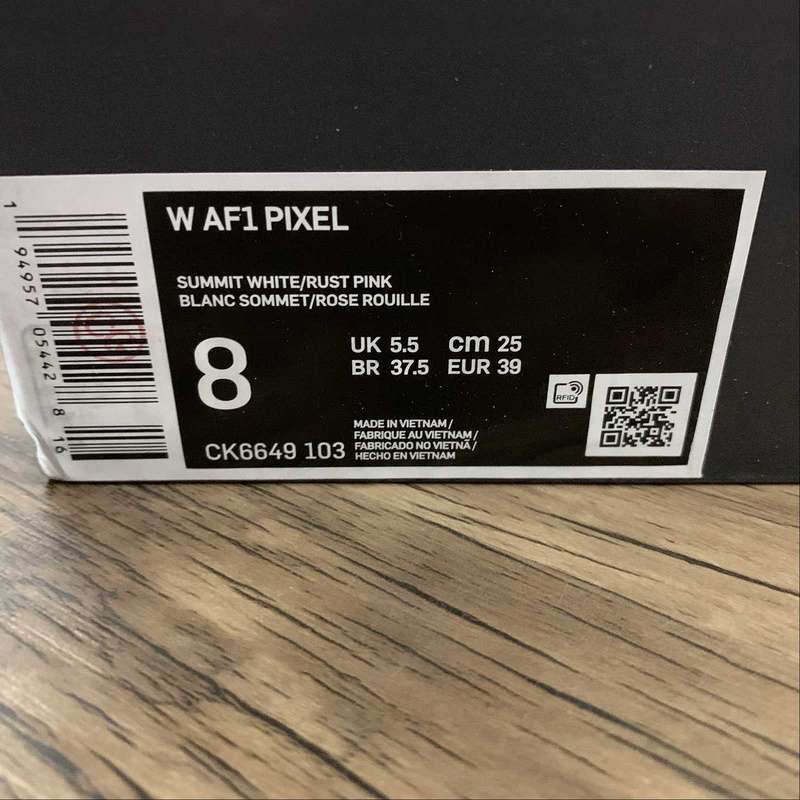 W AF1 PIXEL
SUMMIT WHITE/RUST PINK
BLANC SOMMET/ROSE ROUILLE
8
UK 5.5 cm 25
BR 37.5 EUR 39
RFID
MADE IN VIETNAM /
FABRIQUE AU VIETNAM /
FABRICADO NO VIETNÃ /
HECHO EN VIETNAM
CK6649 103
1 94957 05442 8 16